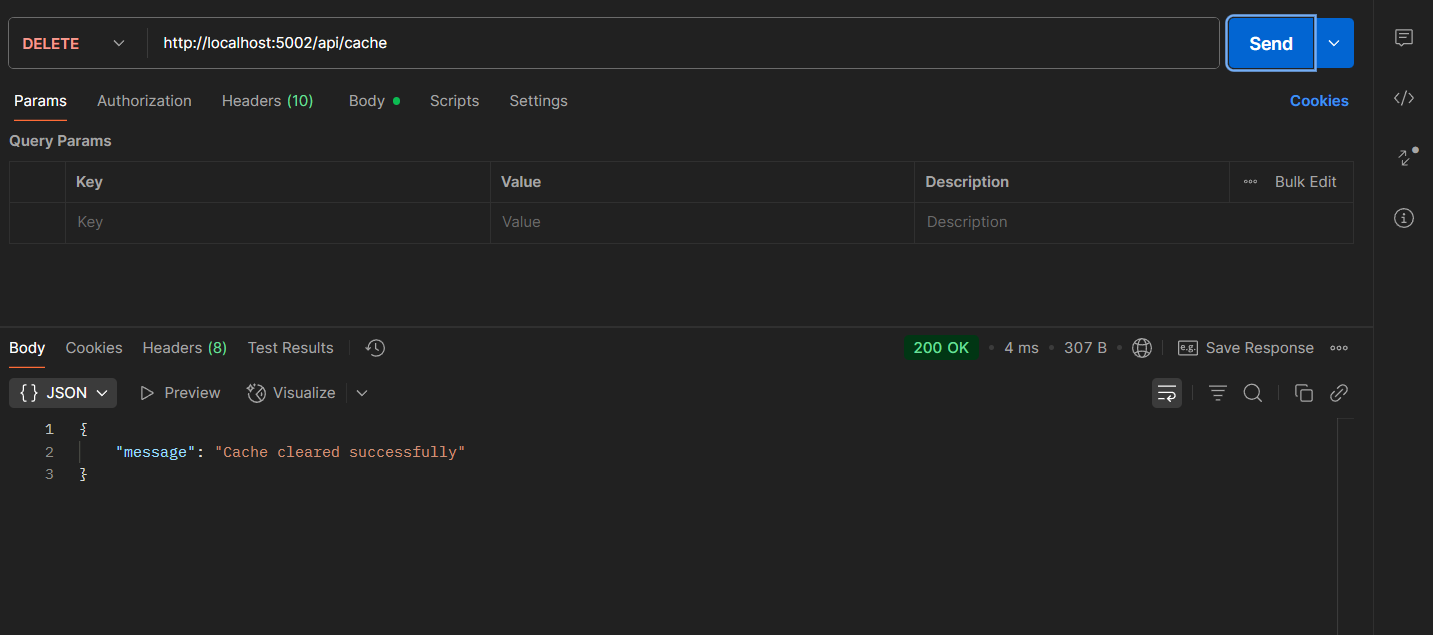 DELETE http://localhost:5002/api/cache Send
Params Authorization Headers (10) Body Scripts Settings Cookies
Query Params
Key Value Description Bulk Edit
Key Value Description
Body Cookies Headers (8) Test Results 200 OK 4 ms 307 B e.g. Save Response
{} JSON Preview Visualize
1 {
2 "message": "Cache cleared successfully"
3 }